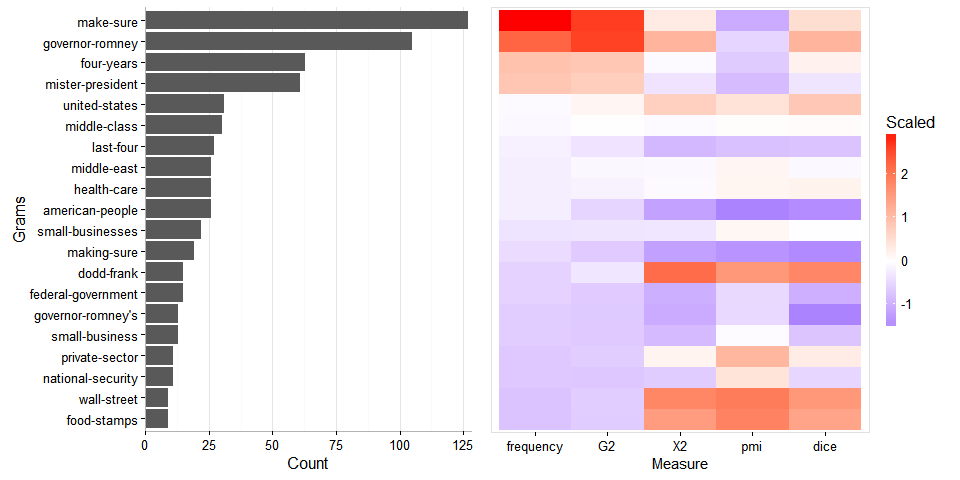 make-sure
governor-romney
four-years
mister-president
united-states
middle-class
last-four
middle-east
health-care
american-people
small-businesses
making-sure
dodd-frank
federal-government
governor-romney's
small-business
private-sector
national-security
wall-street
food-stamps
Grams
0 25 50 75 100 125
Count
frequency G2 X2 pmi dice
Measure
Scaled
2
1
0
-1